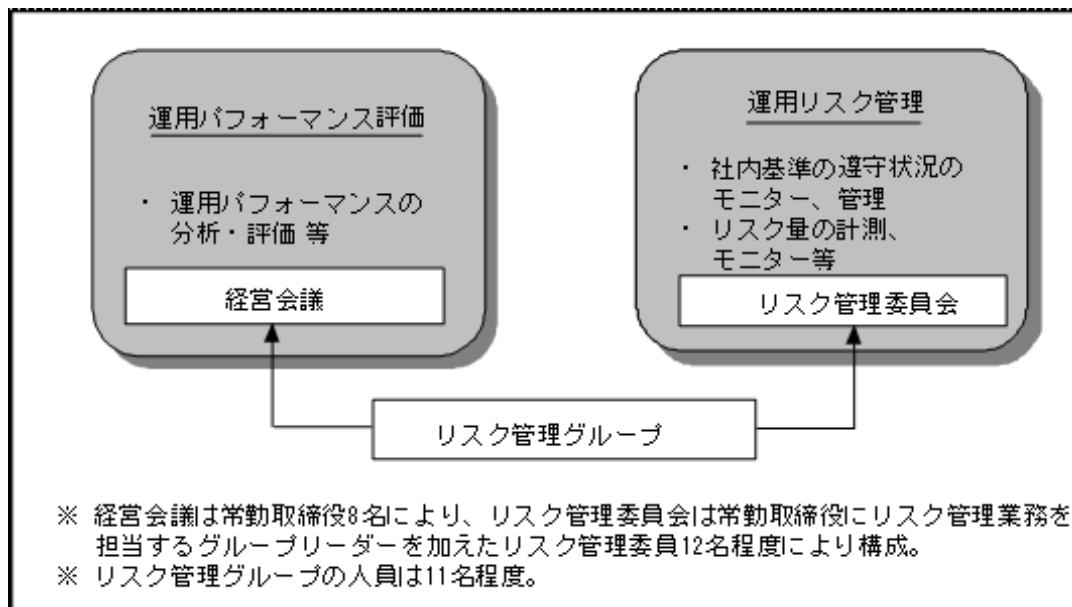 運用パフォーマンス評価
・ 運用パフォーマンスの
分析・評価 等
経営会議
運用リスク管理
・ 社内基準の遵守状況の
モニター、管理
・ リスク量の計測、
モニター等
リスク管理委員会
リスク管理グループ
※ 経営会議は常勤取締役8名により、リスク管理委員会は常勤取締役にリスク管理業務を
担当するグループリーダーを加えたリスク管理委員12名程度により構成。
※ リスク管理グループの人員は11名程度。